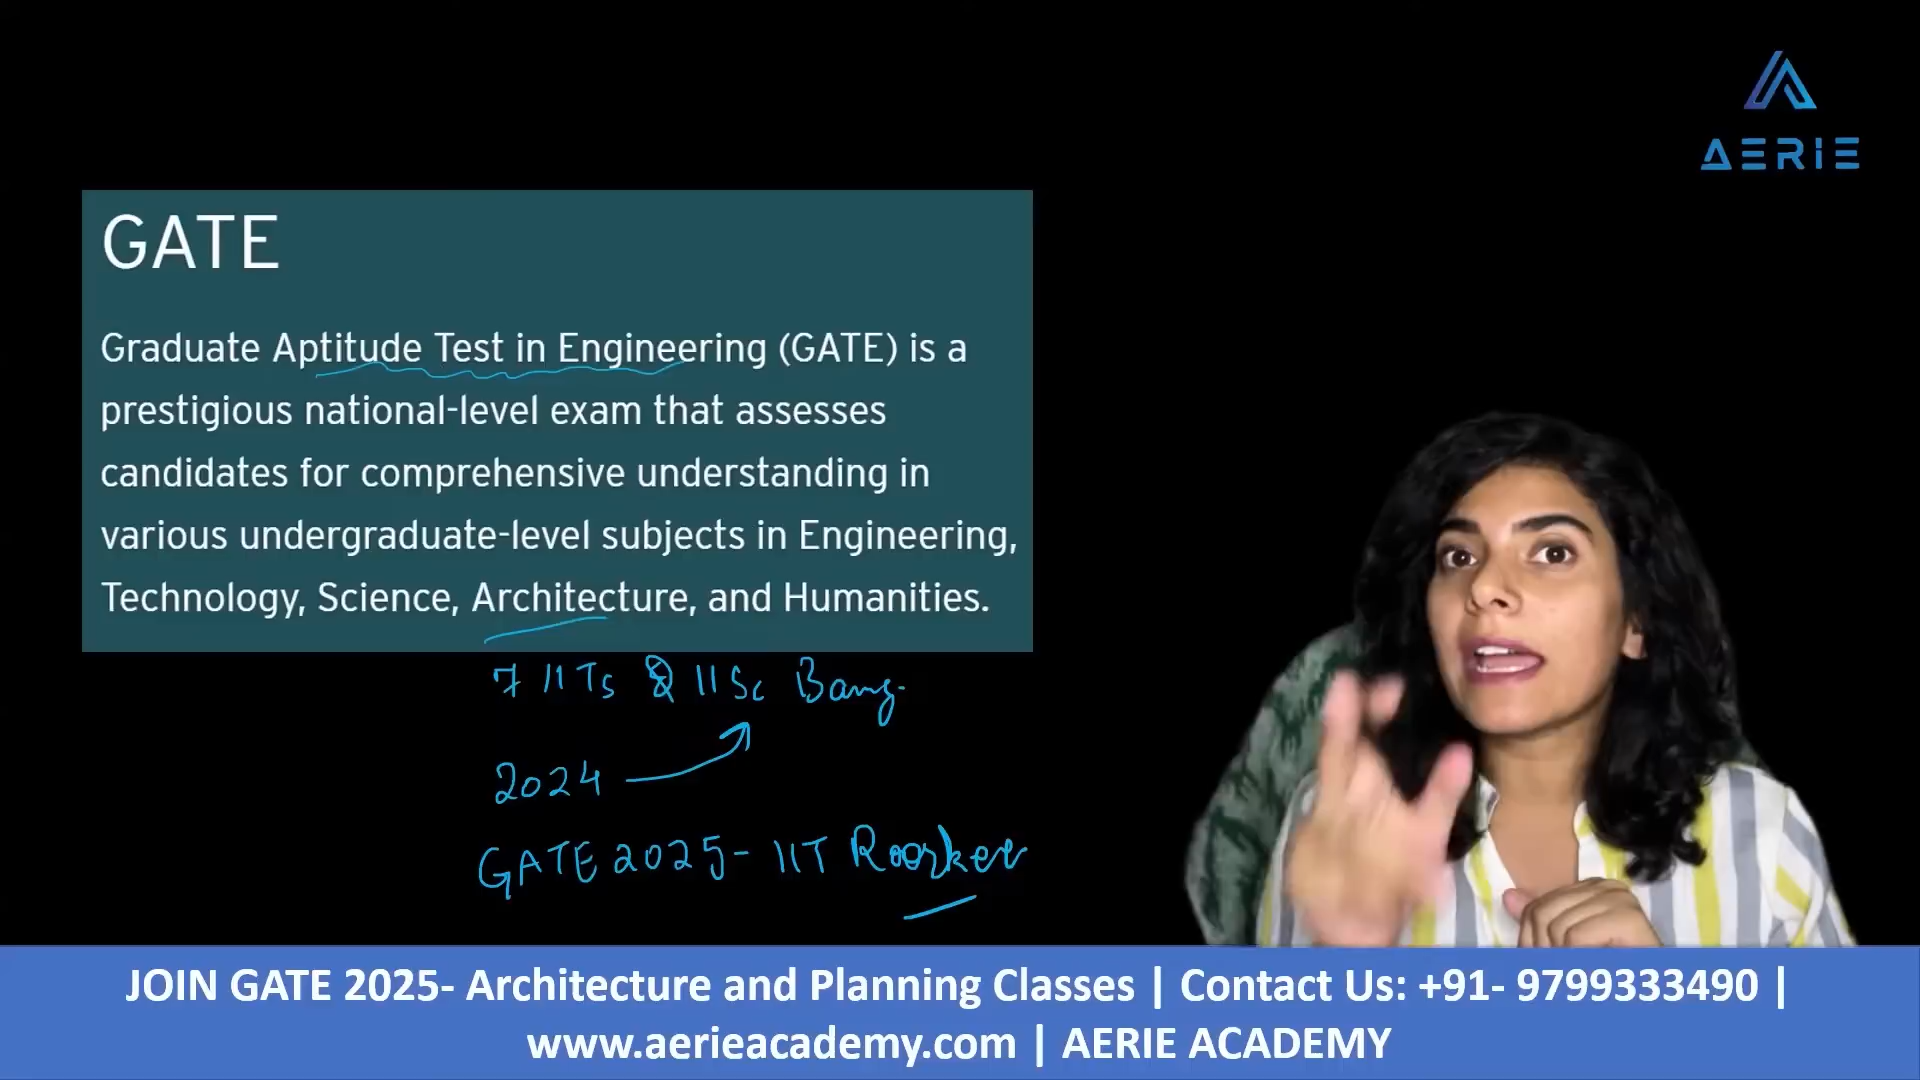 AERIE
GATE
Graduate Aptitude Test in Engineering (GATE) is a
prestigious national-level exam that assesses
candidates for comprehensive understanding in
various undergraduate-level subjects in Engineering,
Technology, Science, Architecture, and Humanities.
7 IITs & IISc Bang.
2024
GATE 2025- IIT Roorkee
JOIN GATE 2025- Architecture and Planning Classes | Contact Us: +91- 9799333490 |
www.aerieacademy.com | AERIE ACADEMY